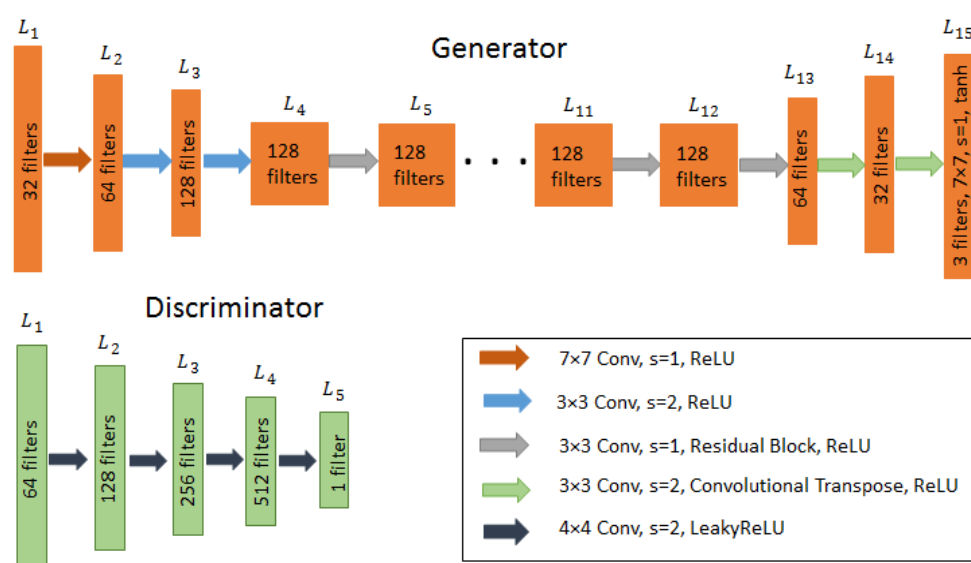 Generator
L₁
L₂
L₃
L₄
L₅
L₁₁
L₁₂
L₁₃
L₁₄
L₁₅
32 filters
64 filters
128 filters
128
filters
128
filters
. . .
128
filters
128
filters
64 filters
32 filters
3 filters, 7×7, s=1, tanh
Discriminator
L₁
L₂
L₃
L₄
L₅
64 filters
128 filters
256 filters
512 filters
1 filter
7×7 Conv, s=1, ReLU
3×3 Conv, s=2, ReLU
3×3 Conv, s=1, Residual Block, ReLU
3×3 Conv, s=2, Convolutional Transpose, ReLU
4×4 Conv, s=2, LeakyReLU